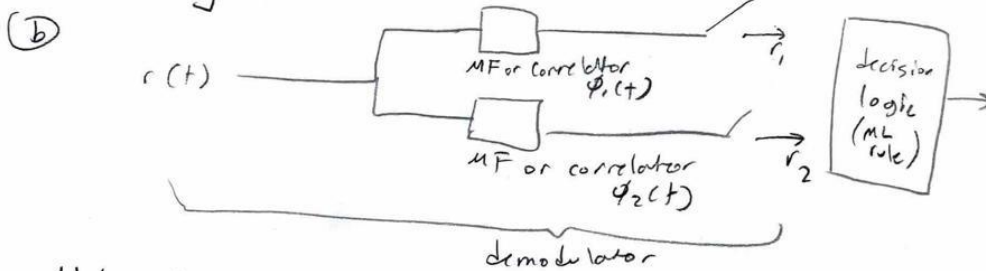 (b)
r(t)
MF or correlator
φ₁(t)
r₁
MF or correlator
φ₂(t)
r₂
decision
logic
(ML
rule)
demodulator